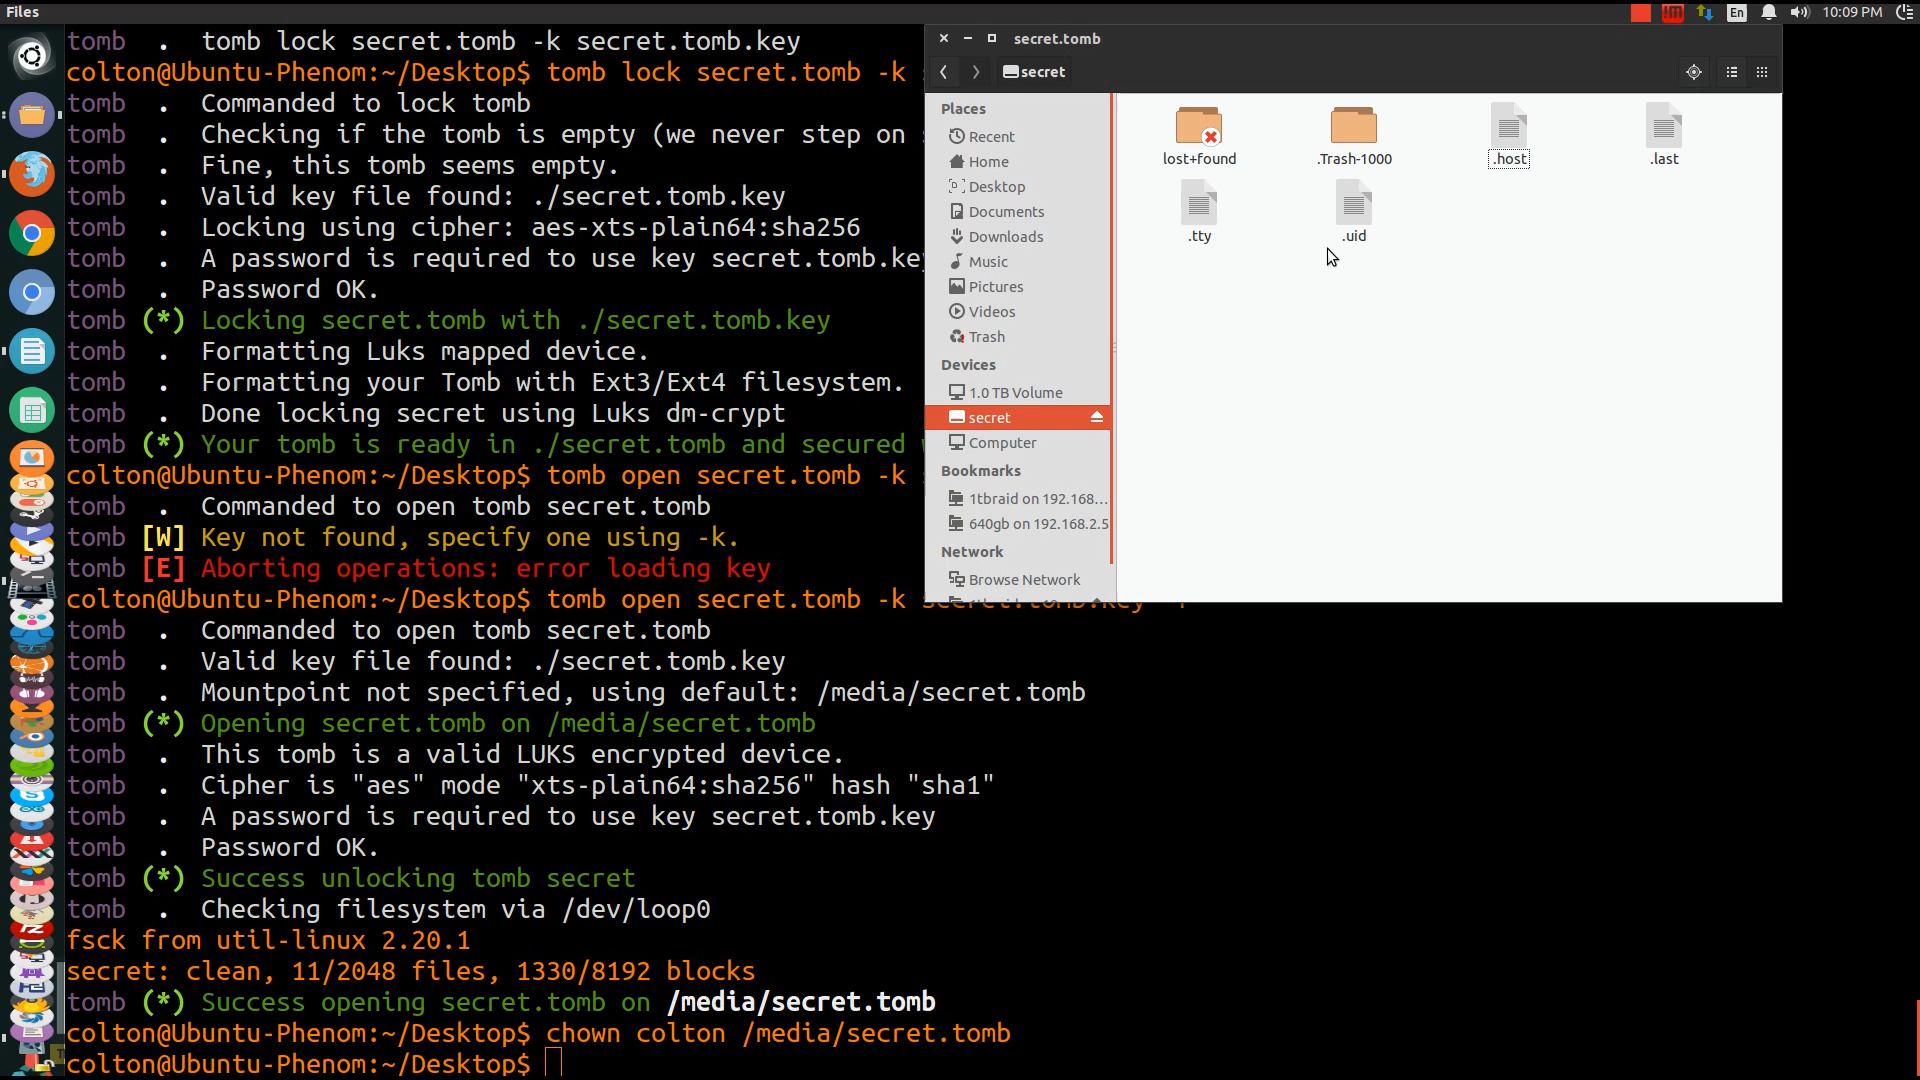 Files
En
10:09 PM
tomb . tomb lock secret.tomb -k secret.tomb.key
colton@Ubuntu-Phenom:~/Desktop$ tomb lock secret.tomb -k
tomb . Commanded to lock tomb
tomb . Checking if the tomb is empty (we never step on
tomb . Fine, this tomb seems empty.
tomb . Valid key file found: ./secret.tomb.key
tomb . Locking using cipher: aes-xts-plain64:sha256
tomb . A password is required to use key secret.tomb.key
tomb . Password OK.
tomb (*) Locking secret.tomb with ./secret.tomb.key
tomb . Formatting Luks mapped device.
tomb . Formatting your Tomb with Ext3/Ext4 filesystem.
tomb . Done locking secret using Luks dm-crypt
tomb (*) Your tomb is ready in ./secret.tomb and secured
colton@Ubuntu-Phenom:~/Desktop$ tomb open secret.tomb -k
tomb . Commanded to open tomb secret.tomb
tomb [W] Key not found, specify one using -k.
tomb [E] Aborting operations: error loading key
colton@Ubuntu-Phenom:~/Desktop$ tomb open secret.tomb -k secret.tomb.key
tomb . Commanded to open tomb secret.tomb
tomb . Valid key file found: ./secret.tomb.key
tomb . Mountpoint not specified, using default: /media/secret.tomb
tomb (*) Opening secret.tomb on /media/secret.tomb
tomb . This tomb is a valid LUKS encrypted device.
tomb . Cipher is "aes" mode "xts-plain64:sha256" hash "sha1"
tomb . A password is required to use key secret.tomb.key
tomb . Password OK.
tomb (*) Success unlocking tomb secret
tomb . Checking filesystem via /dev/loop0
fsck from util-linux 2.20.1
secret: clean, 11/2048 files, 1330/8192 blocks
tomb (*) Success opening secret.tomb on /media/secret.tomb
colton@Ubuntu-Phenom:~/Desktop$ chown colton /media/secret.tomb
colton@Ubuntu-Phenom:~/Desktop$
secret.tomb
secret
Places
Recent
Home
Desktop
Documents
Downloads
Music
Pictures
Videos
Trash
Devices
1.0 TB Volume
secret
Computer
Bookmarks
1tbraid on 192.168...
640gb on 192.168.2.5
Network
Browse Network
lost+found
.Trash-1000
.host
.last
.tty
.uid